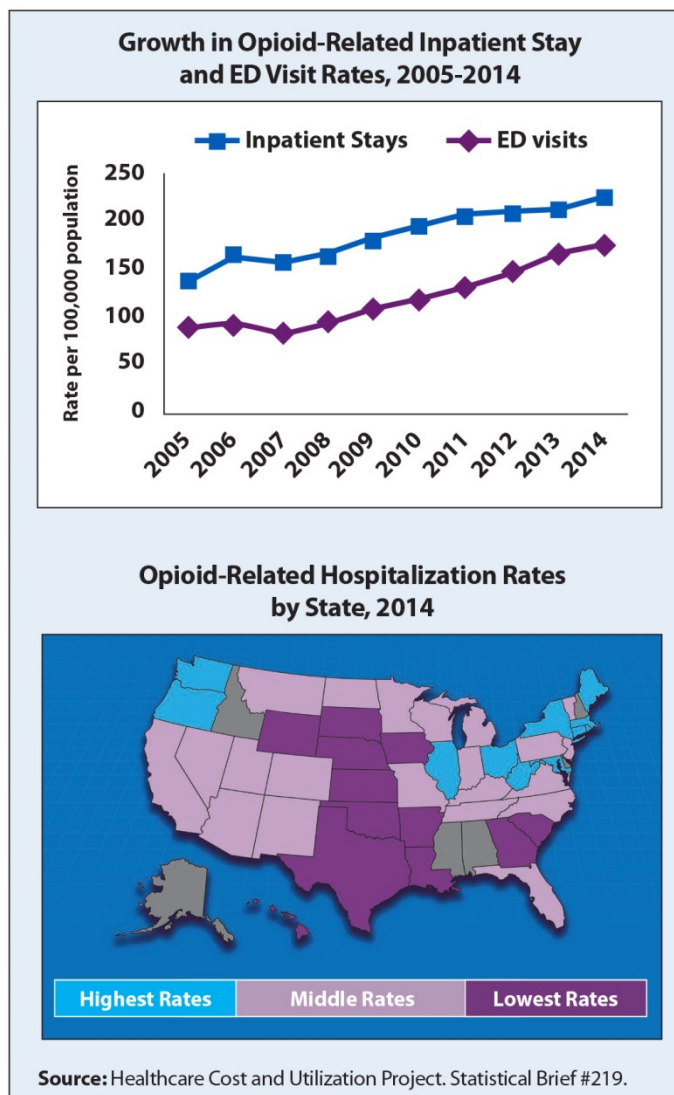 Growth in Opioid-Related Inpatient Stay
and ED Visit Rates, 2005-2014
Inpatient Stays ED visits
Rate per 100,000 population
250
200
150
100
50
0
2005 2006 2007 2008 2009 2010 2011 2012 2013 2014
Opioid-Related Hospitalization Rates
by State, 2014
Highest Rates Middle Rates Lowest Rates
Source: Healthcare Cost and Utilization Project. Statistical Brief #219.